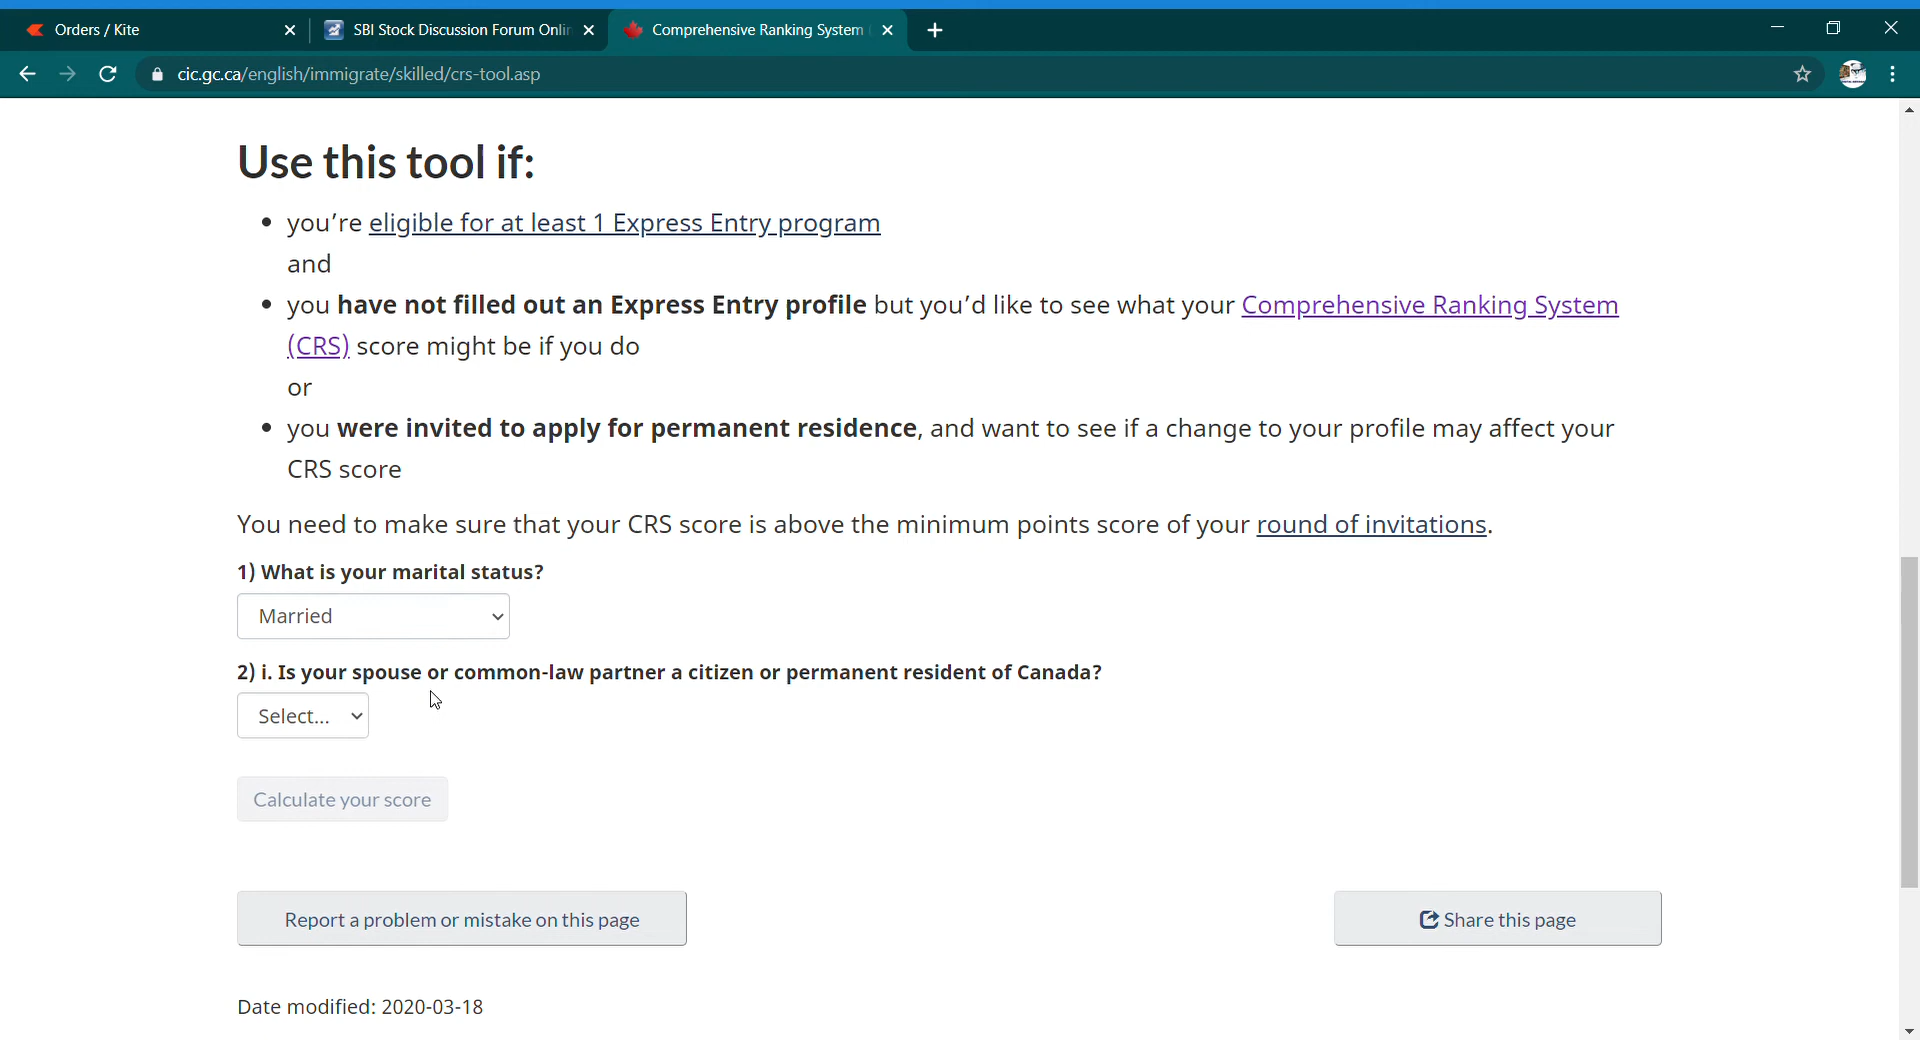 Orders / Kite
SBI Stock Discussion Forum Onlin
Comprehensive Ranking System
cic.gc.ca/english/immigrate/skilled/crs-tool.asp
Use this tool if:
you’re eligible for at least 1 Express Entry program
and
you have not filled out an Express Entry profile but you’d like to see what your Comprehensive Ranking System
(CRS) score might be if you do
or
you were invited to apply for permanent residence, and want to see if a change to your profile may affect your
CRS score
You need to make sure that your CRS score is above the minimum points score of your round of invitations.
1) What is your marital status?
Married
2) i. Is your spouse or common-law partner a citizen or permanent resident of Canada?
Select...
Calculate your score
Report a problem or mistake on this page
Share this page
Date modified: 2020-03-18